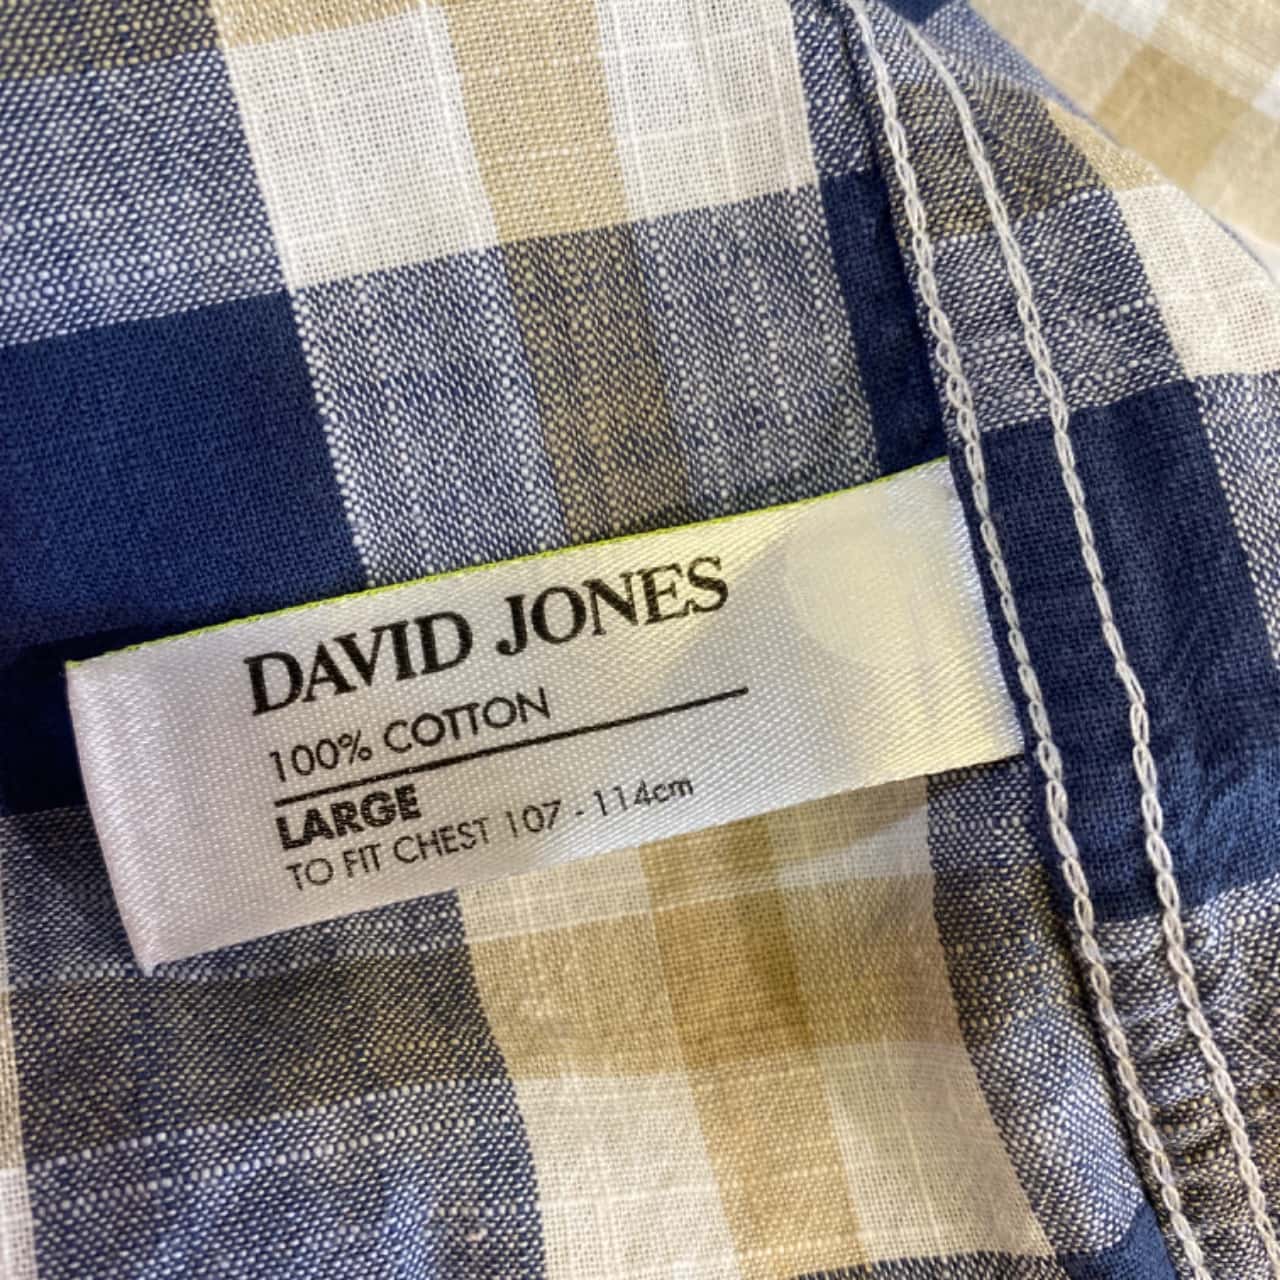 DAVID JONES
100% COTTON
LARGE
TO FIT CHEST 107 - 114cm